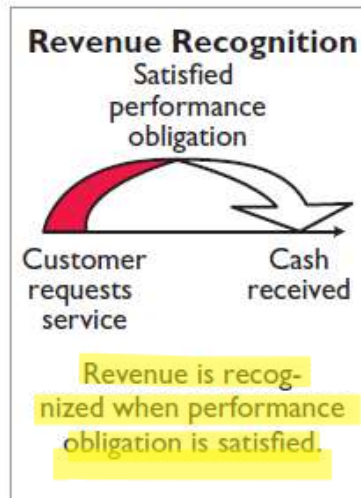 Revenue Recognition
Satisfied
performance
obligation
Customer
requests
service
Cash
received
Revenue is recog-
nized when performance
obligation is satisfied.